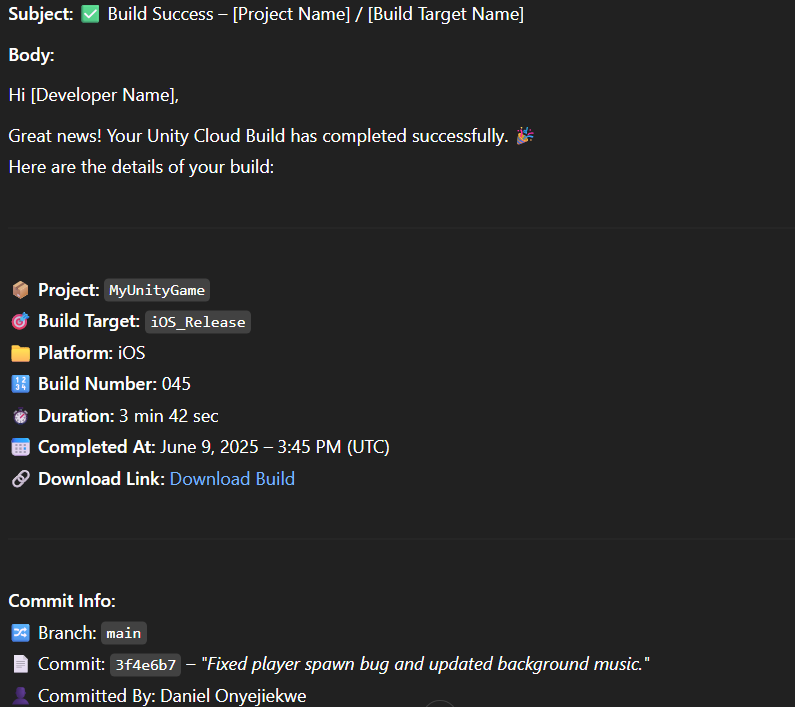 Subject: ✅ Build Success – [Project Name] / [Build Target Name]
Body:
Hi [Developer Name],
Great news! Your Unity Cloud Build has completed successfully. 🎉
Here are the details of your build:
📦 Project: MyUnityGame
🎯 Build Target: iOS_Release
📁 Platform: iOS
🔢 Build Number: 045
⏱ Duration: 3 min 42 sec
📅 Completed At: June 9, 2025 – 3:45 PM (UTC)
🔗 Download Link: Download Build
Commit Info:
🔀 Branch: main
📄 Commit: 3f4e6b7 – "Fixed player spawn bug and updated background music."
👤 Committed By: Daniel Onyejiekwe